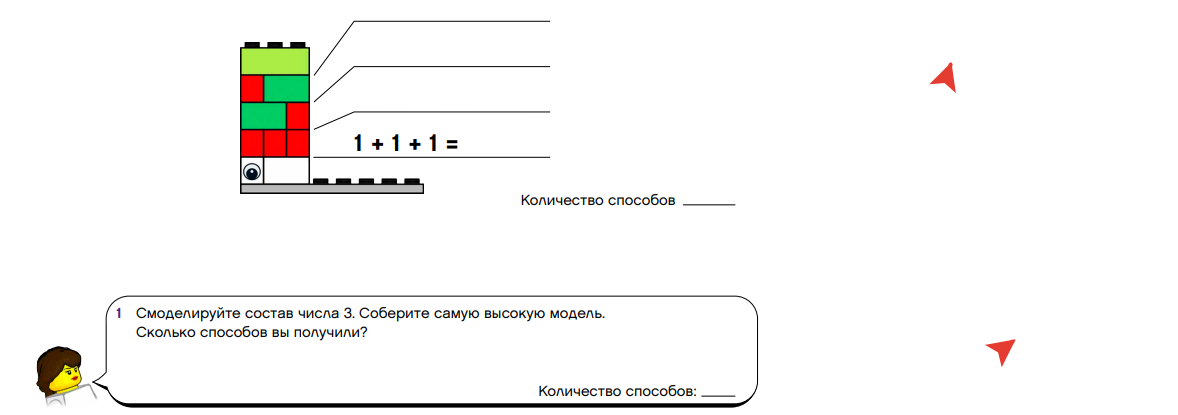 1 + 1 + 1 =
Количество способов
1 Смоделируйте состав числа 3. Соберите самую высокую модель.
Сколько способов вы получили?
Количество способов: